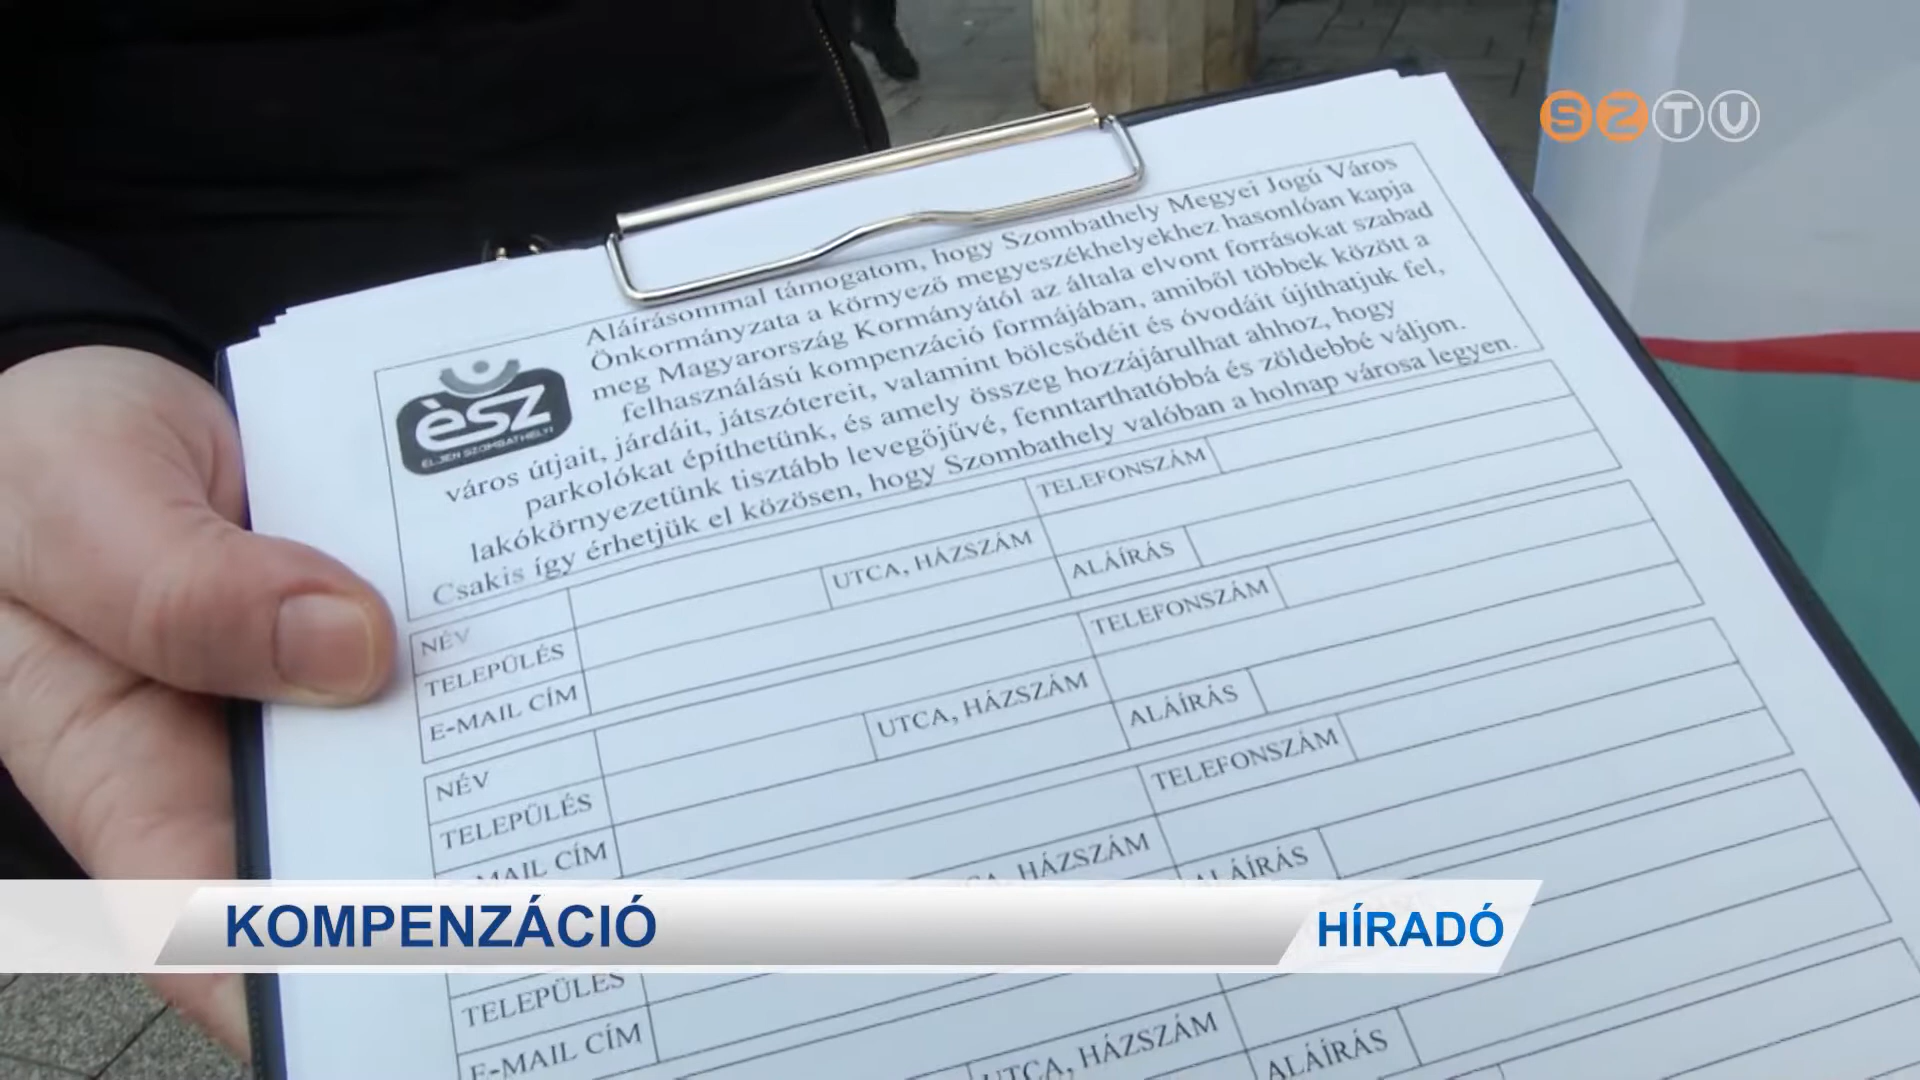 SZTV
Aláírásommal támogatom, hogy Szombathely Megyei Jogú Város
Önkormányzata a környező megyeszékhelyekhez hasonlóan kapja
meg Magyarország Kormányától az általa elvont forrásokat szabad
felhasználású kompenzáció formájában, amiből többek között a
város útjait, járdáit, játszótereit, valamint bölcsődéit és óvodáit újíthatjuk fel,
parkolókat építhetünk, és amely összeg hozzájárulhat ahhoz, hogy
lakókörnyezetünk tisztább levegőjűvé, fenntarthatóbbá és zöldebbé váljon.
Csakis így érhetjük el közösen, hogy Szombathely valóban a holnap városa legyen.
èsz
ÉLJEN SZOMBATHELY!
NÉV
TELEFONSZÁM
TELEPÜLÉS
UTCA, HÁZSZÁM
E-MAIL CÍM
ALÁÍRÁS
NÉV
TELEFONSZÁM
TELEPÜLÉS
UTCA, HÁZSZÁM
E-MAIL CÍM
ALÁÍRÁS
TELEFONSZÁM
HÁZSZÁM
ALÁÍRÁS
KOMPENZÁCIÓ
HÍRADÓ
TELEPÜLÉS
UTCA, HÁZSZÁM
E-MAIL CÍM
ALÁÍRÁS